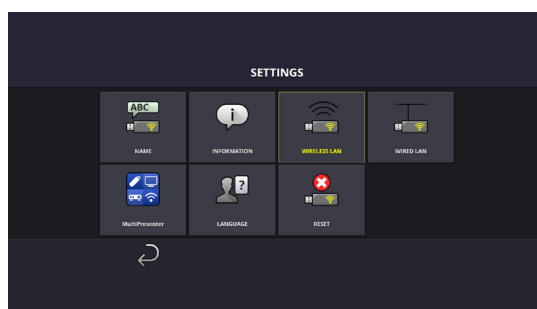 SETTINGS
ABC
NAME
i
INFORMATION
WIRELESS LAN
WIRED LAN
MultiPresenter
?
LANGUAGE
RESET